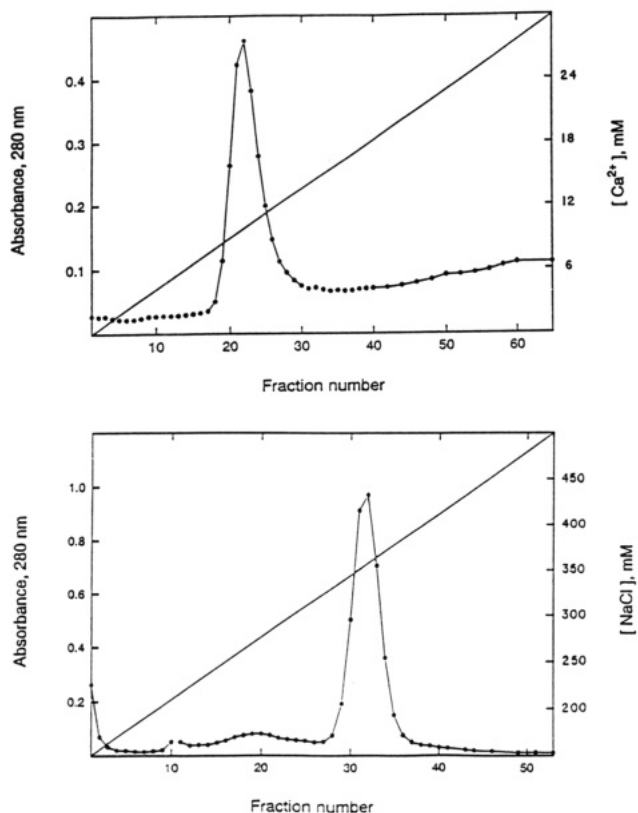 Absorbance, 280 nm
0.4
0.3
0.2
0.1
24
18
12
6
[ Ca2+ ], mM
10 20 30 40 50 60
Fraction number
Absorbance, 280 nm
1.0
0.8
0.6
0.4
0.2
450
400
350
300
250
200
[ NaCl ], mM
10 20 30 40 50
Fraction number